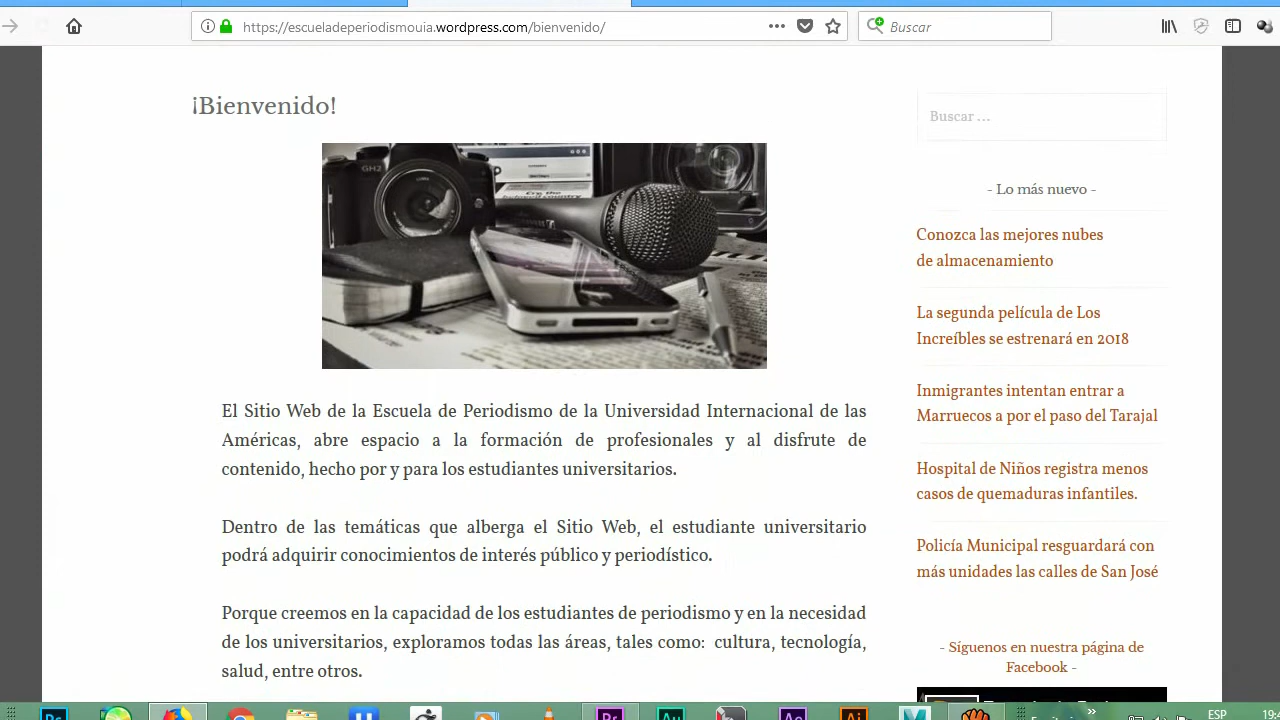 https://escueladeperiodismouia.wordpress.com/bienvenido/
Buscar
¡Bienvenido!
GH2
El Sitio Web de la Escuela de Periodismo de la Universidad Internacional de las
Américas, abre espacio a la formación de profesionales y al disfrute de
contenido, hecho por y para los estudiantes universitarios.
Dentro de las temáticas que alberga el Sitio Web, el estudiante universitario
podrá adquirir conocimientos de interés público y periodístico.
Porque creemos en la capacidad de los estudiantes de periodismo y en la necesidad
de los universitarios, exploramos todas las áreas, tales como: cultura, tecnología,
salud, entre otros.
Buscar ...
- Lo más nuevo -
Conozca las mejores nubes
de almacenamiento
La segunda película de Los
Increíbles se estrenará en 2018
Inmigrantes intentan entrar a
Marruecos a por el paso del Tarajal
Hospital de Niños registra menos
casos de quemaduras infantiles.
Policía Municipal resguardará con
más unidades las calles de San José
- Síguenos en nuestra página de
Facebook -
Ps
Pr
Au
Ae
Ai
»
ESP